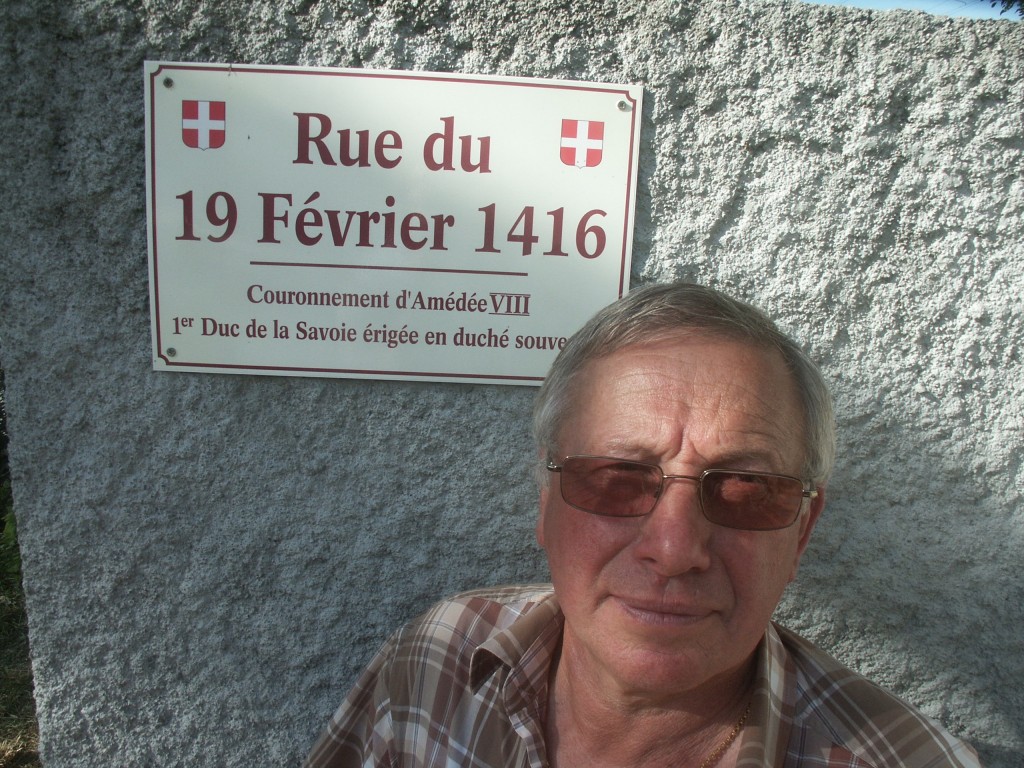 Rue du
19 Février 1416
Couronnement d'Amédée VIII
1er Duc de la Savoie érigée en duché